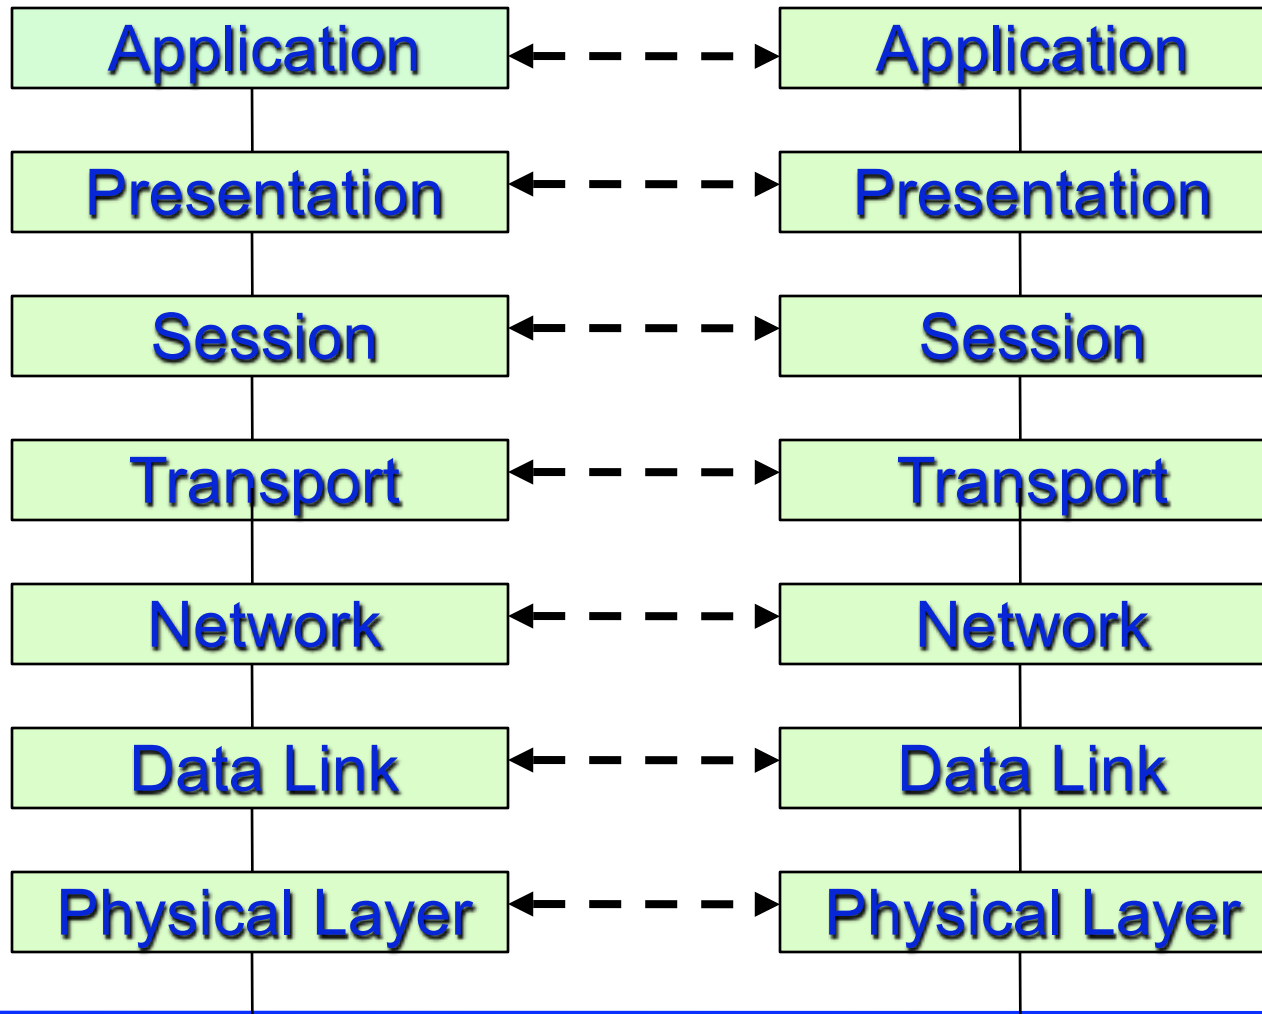 Application Application
Presentation Presentation
Session Session
Transport Transport
Network Network
Data Link Data Link
Physical Layer Physical Layer